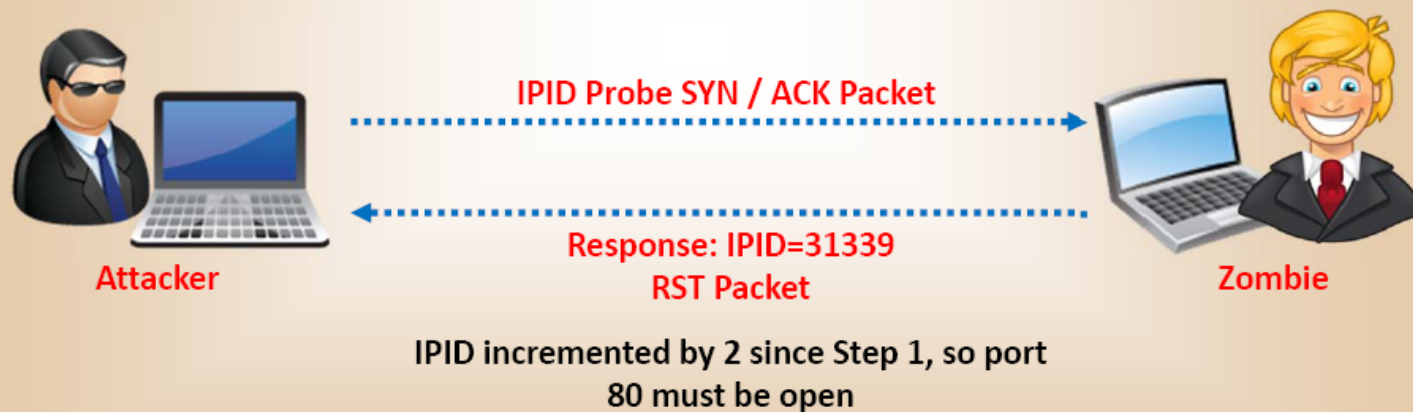 IPID Probe SYN / ACK Packet
Response: IPID=31339
RST Packet
Attacker
Zombie
IPID incremented by 2 since Step 1, so port
80 must be open